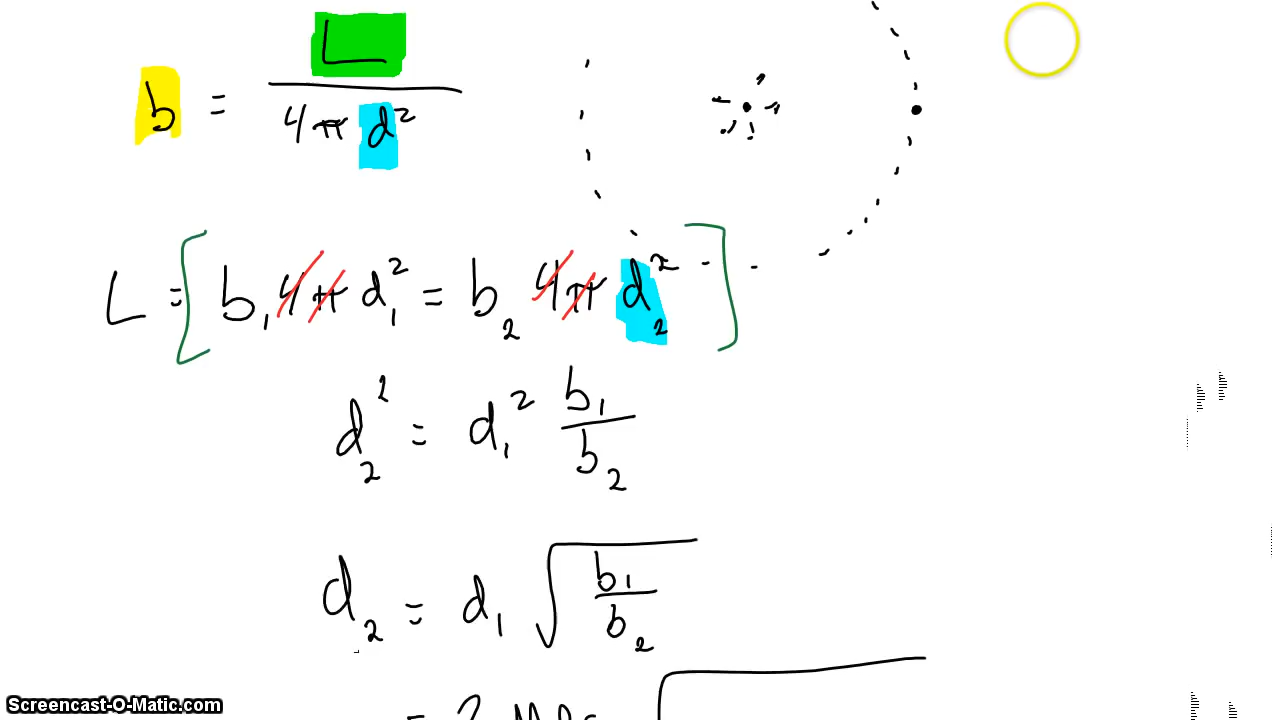 b = L / 4π d²
L = [ b₁ 4π d₁² = b₂ 4π d₂² ]
d₂² = d₁² b₁ / b₂
d₂ = d₁ √ b₁ / b₂
=
Screencast-O-Matic.com